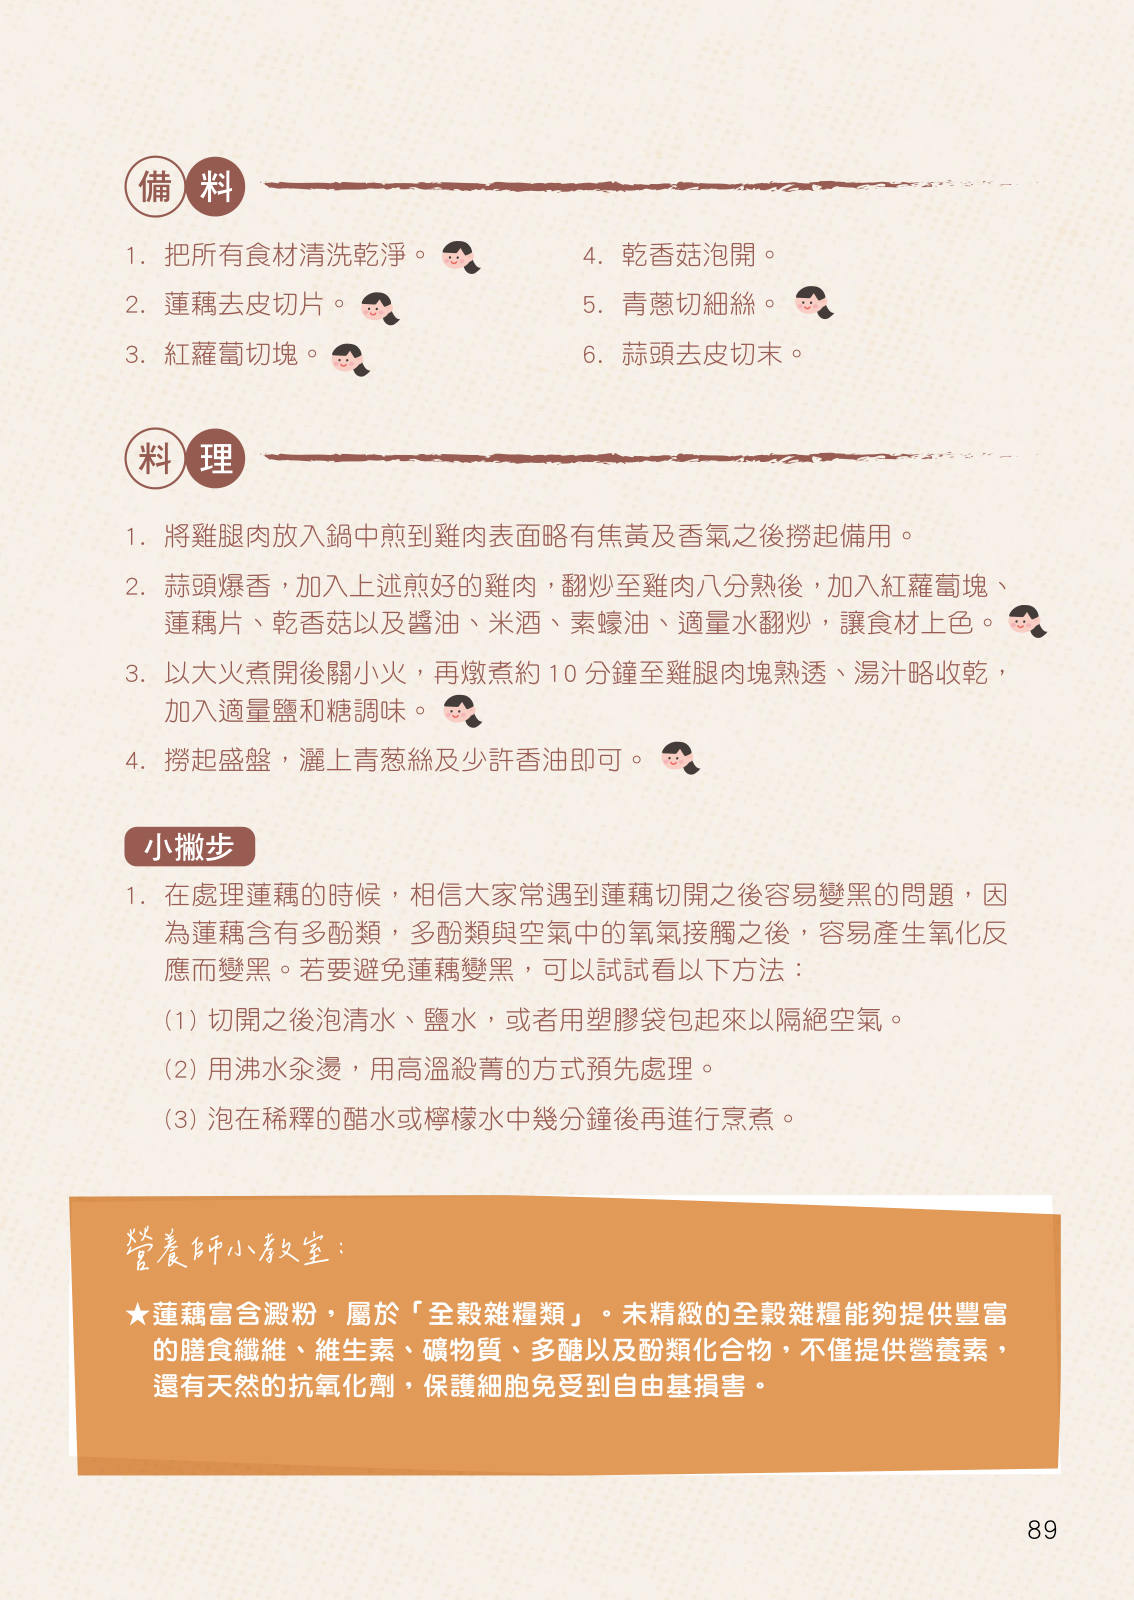 備料
1. 把所有食材清洗乾淨。
2. 蓮藕去皮切片。
3. 紅蘿蔔切塊。
4. 乾香菇泡開。
5. 青蔥切細絲。
6. 蒜頭去皮切末。
料理
1. 將雞腿肉放入鍋中煎到雞肉表面略有焦黃及香氣之後撈起備用。
2. 蒜頭爆香，加入上述煎好的雞肉，翻炒至雞肉八分熟後，加入紅蘿蔔塊、
蓮藕片、乾香菇以及醬油、米酒、素蠔油、適量水翻炒，讓食材上色。
3. 以大火煮開後關小火，再燉煮約 10 分鐘至雞腿肉塊熟透、湯汁略收乾，
加入適量鹽和糖調味。
4. 撈起盛盤，灑上青蔥絲及少許香油即可。
小撇步
1. 在處理蓮藕的時候，相信大家常遇到蓮藕切開之後容易變黑的問題，因
為蓮藕含有多酚類，多酚類與空氣中的氧氣接觸之後，容易產生氧化反
應而變黑。若要避免蓮藕變黑，可以試試看以下方法：
(1) 切開之後泡清水、鹽水，或者用塑膠袋包起來以隔絕空氣。
(2) 用沸水汆燙，用高溫殺菁的方式預先處理。
(3) 泡在稀釋的醋水或檸檬水中幾分鐘後再進行烹煮。
營養師小教室：
★蓮藕富含澱粉，屬於「全穀雜糧類」。未精緻的全穀雜糧能夠提供豐富
的膳食纖維、維生素、礦物質、多醣以及酚類化合物，不僅提供營養素，
還有天然的抗氧化劑，保護細胞免受到自由基損害。
89